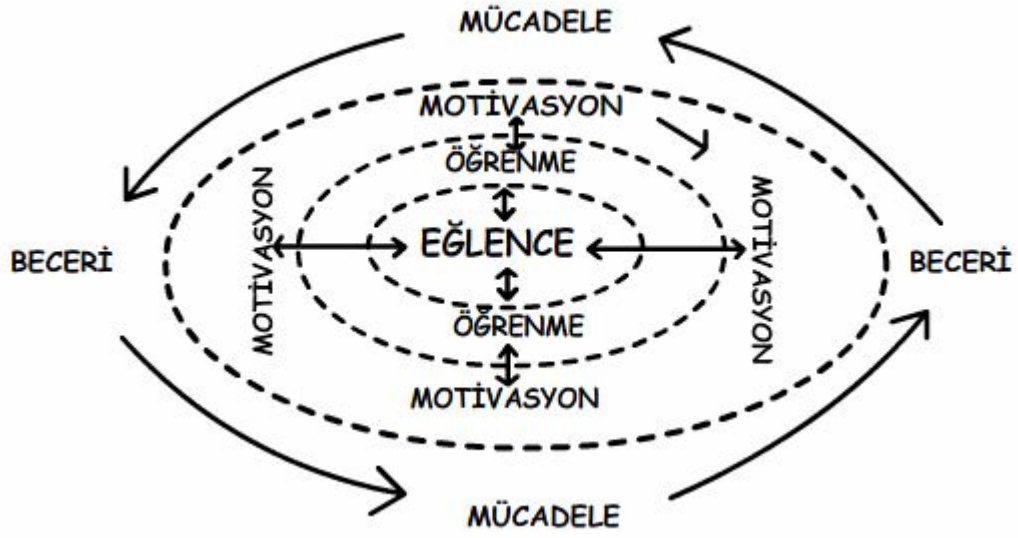 MÜCADELE
MOTİVASYON
ÖĞRENME
MOTİVASYON
EĞLENCE
MOTİVASYON
BECERİ
BECERİ
ÖĞRENME
MOTİVASYON
MÜCADELE